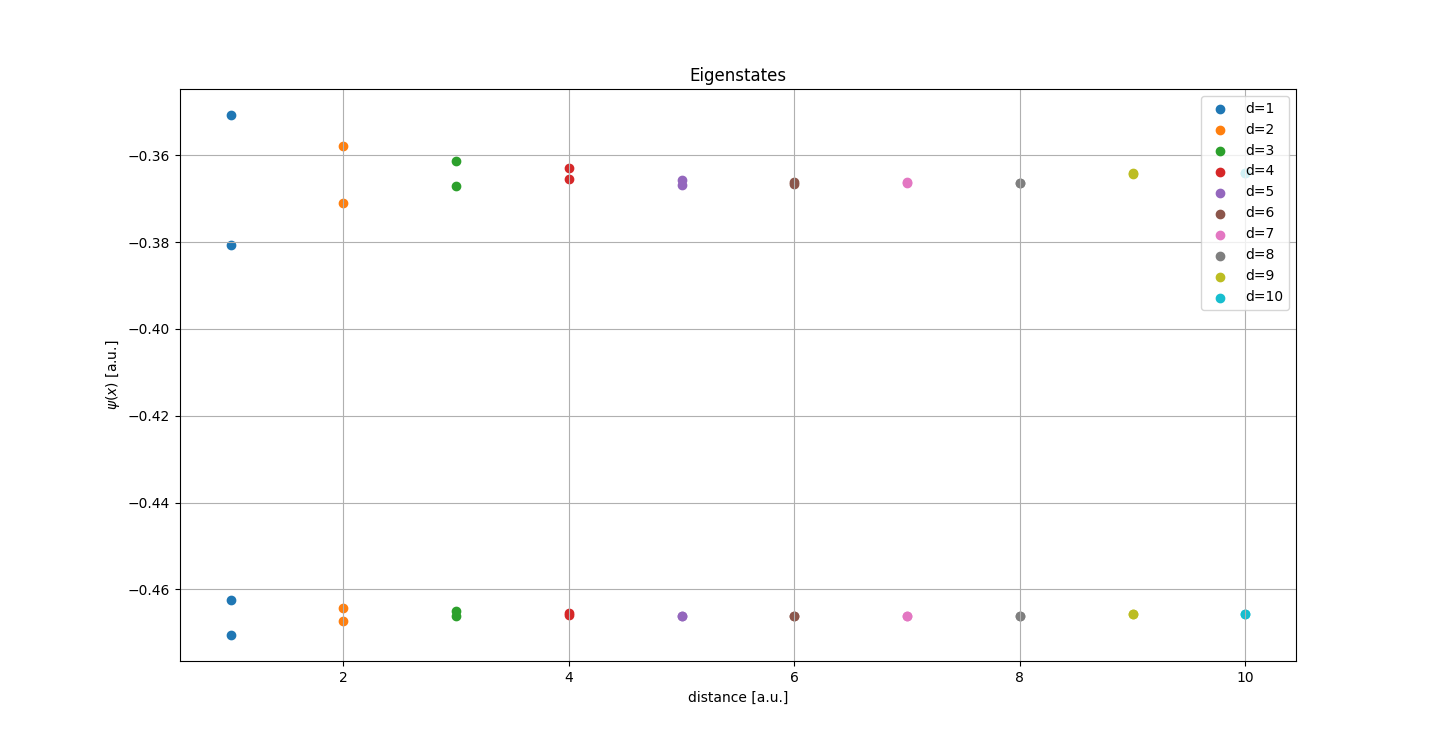 Eigenstates
−0.36
−0.38
−0.40
−0.42
−0.44
−0.46
ψ(x) [a.u.]
d=1
d=2
d=3
d=4
d=5
d=6
d=7
d=8
d=9
d=10
2 4 6 8 10
distance [a.u.]